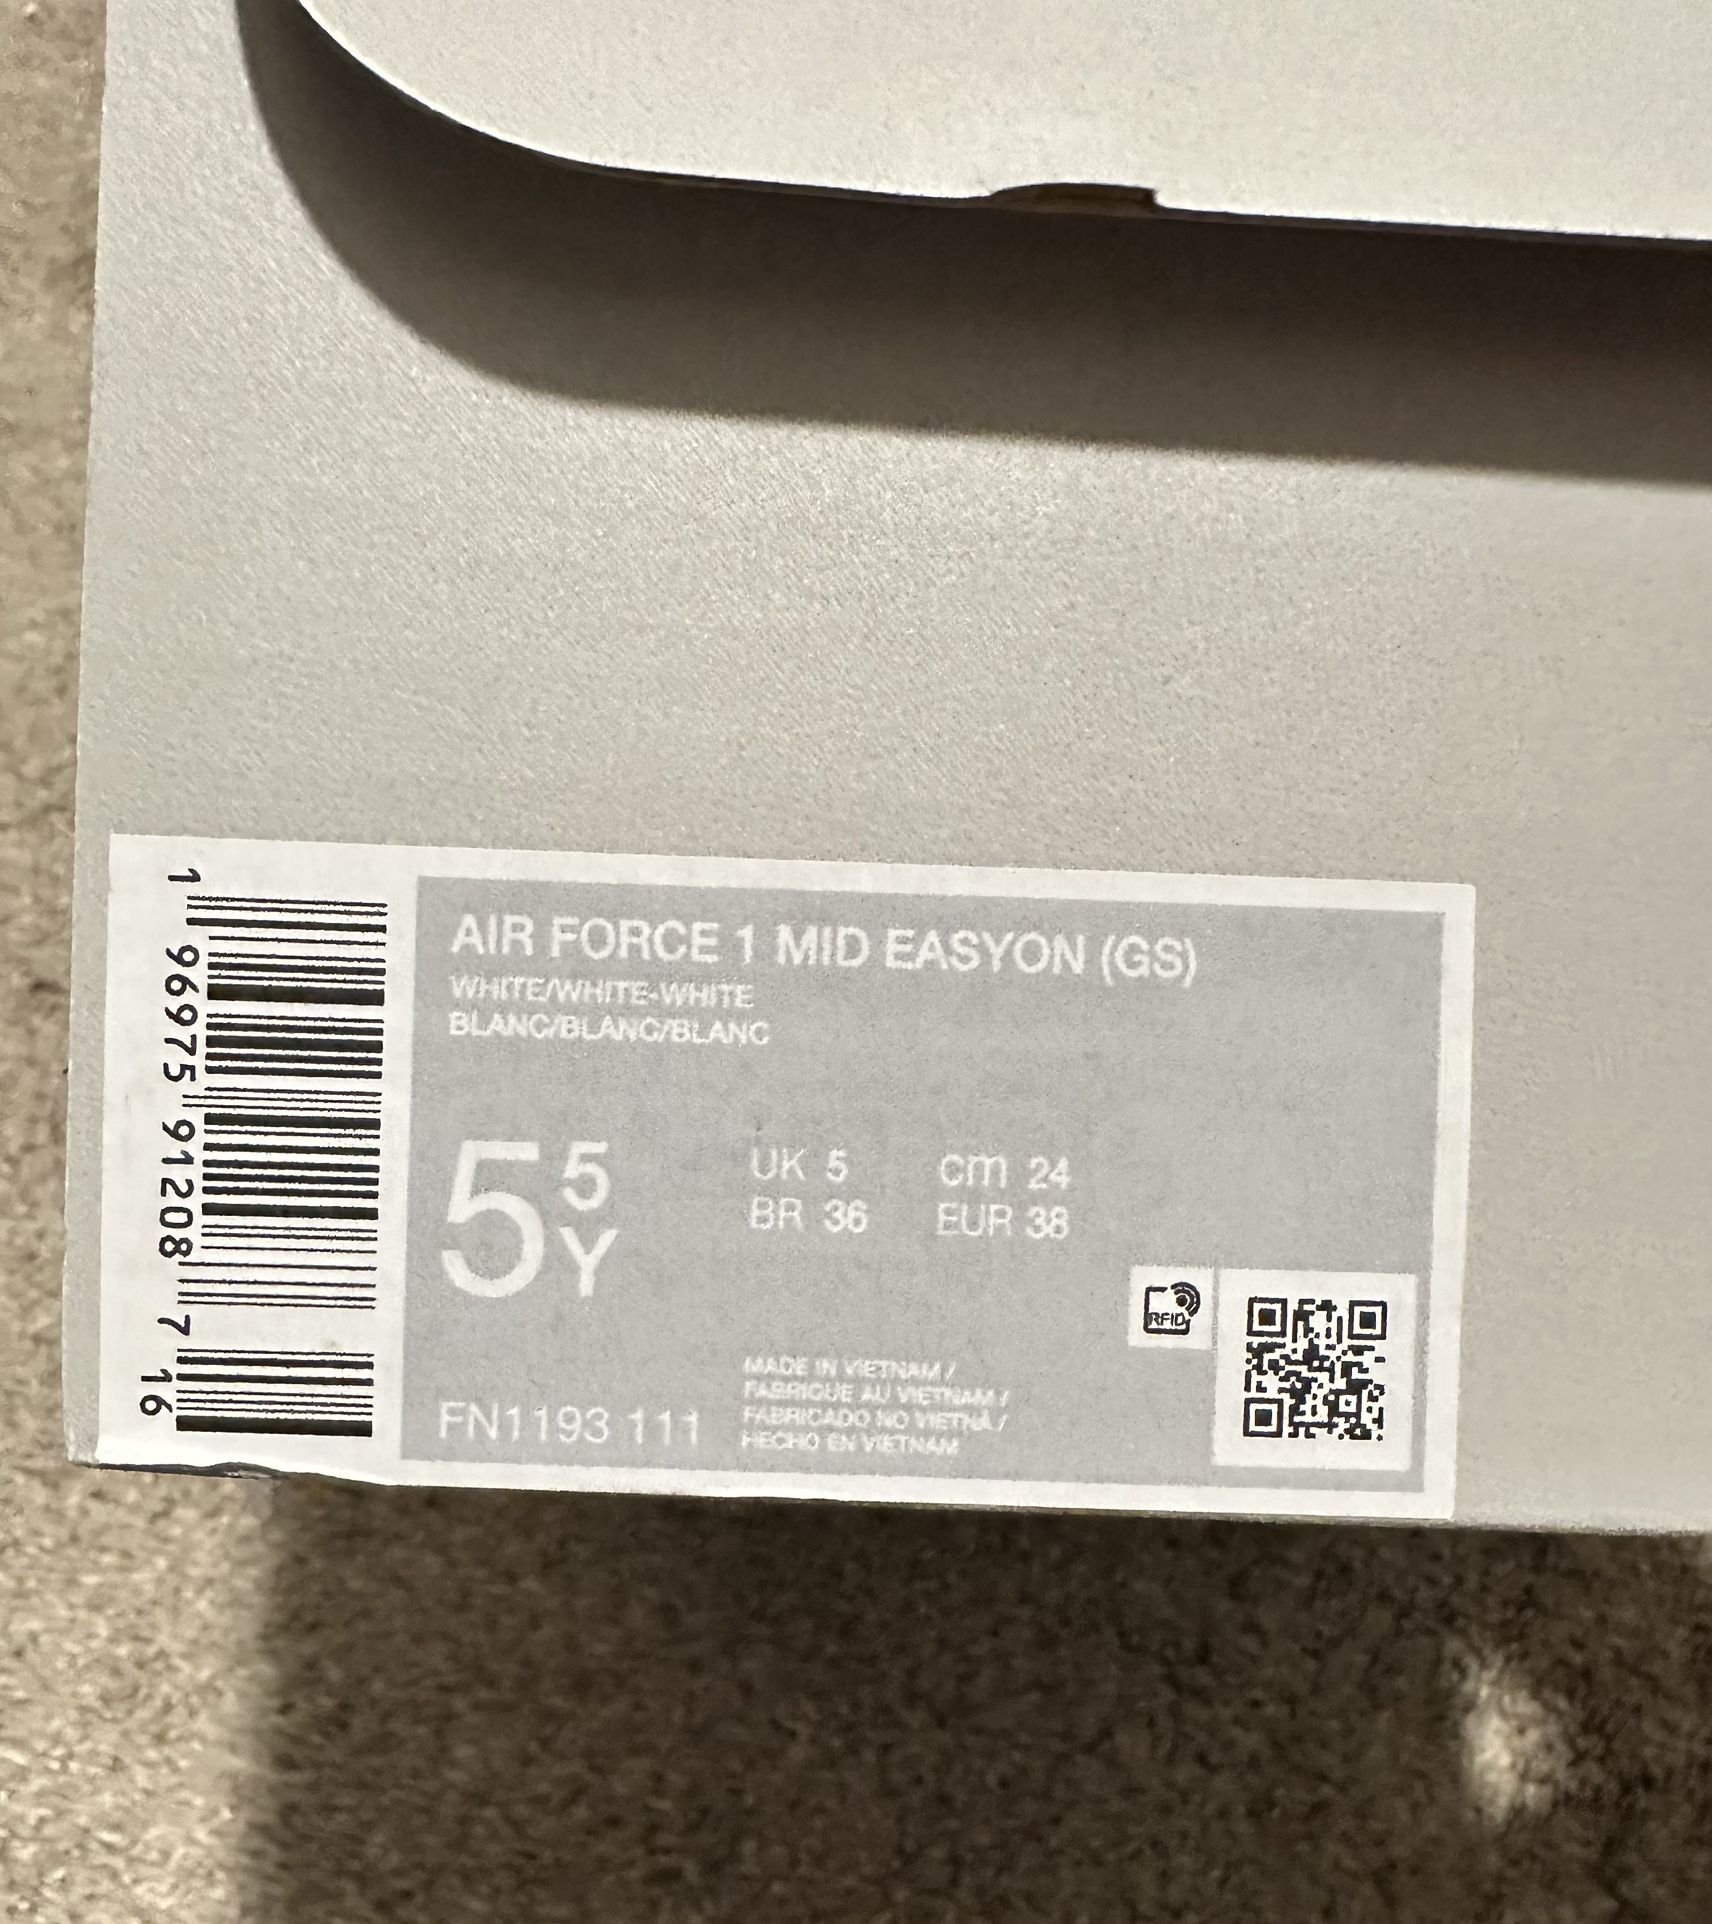 AIR FORCE 1 MID EASYON (GS)
WHITE/WHITE-WHITE
BLANC/BLANC/BLANC
5 5 Y
UK 5 cm 24
BR 36 EUR 38
RFID
FN1193 111
MADE IN VIETNAM /
FABRIQUE AU VIETNAM /
FABRICADO NO VIETNÃ /
HECHO EN VIETNAM
1 96975 91208 7 16